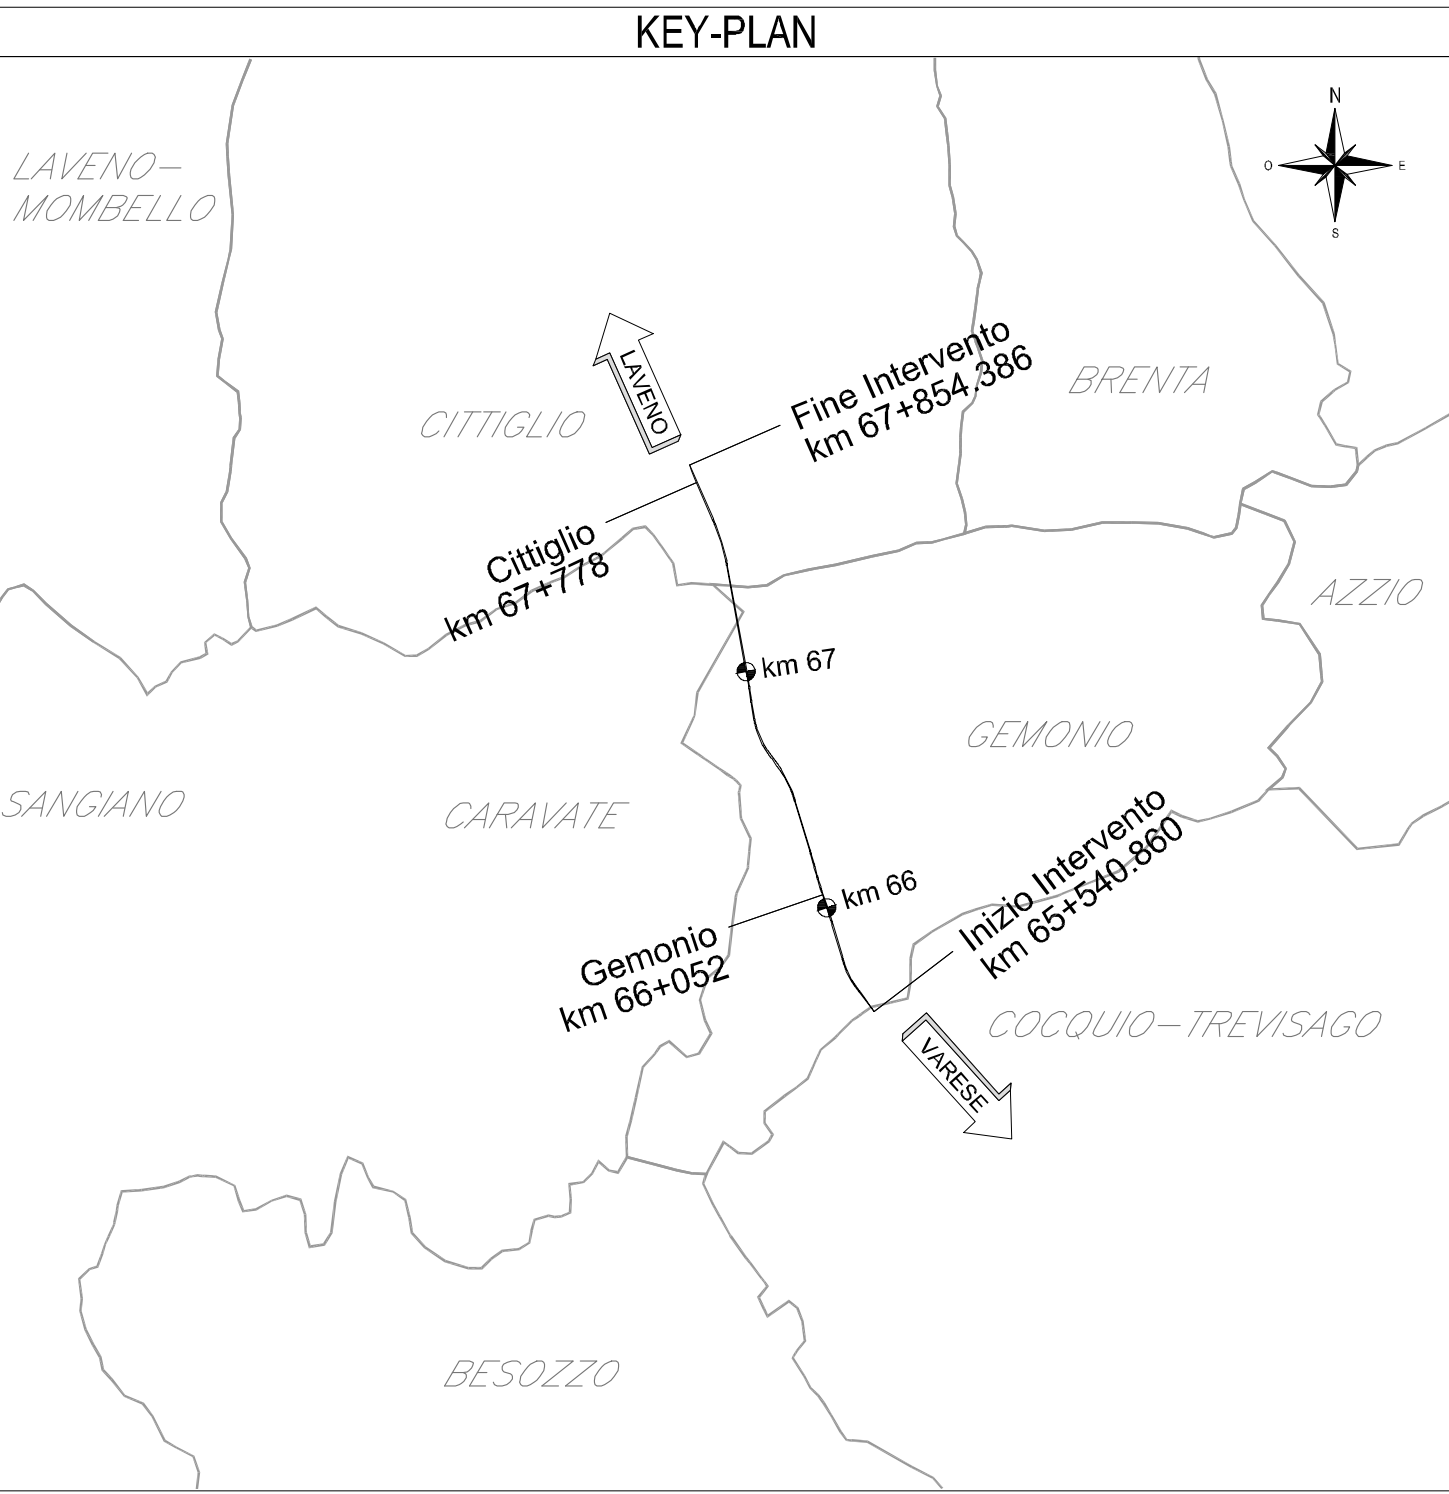 KEY-PLAN
N
O
E
S
LAVENO-
MOMBELLO
LAVENO
Fine Intervento
km 67+854.386
BRENTA
CITTIGLIO
Cittiglio
km 67+778
AZZIO
km 67
GEMONIO
SANGIANO
CARAVATE
Inizio Intervento
km 65+540.860
km 66
Gemonio
km 66+052
COCQUIO-TREVISAGO
VARESE
BESOZZO